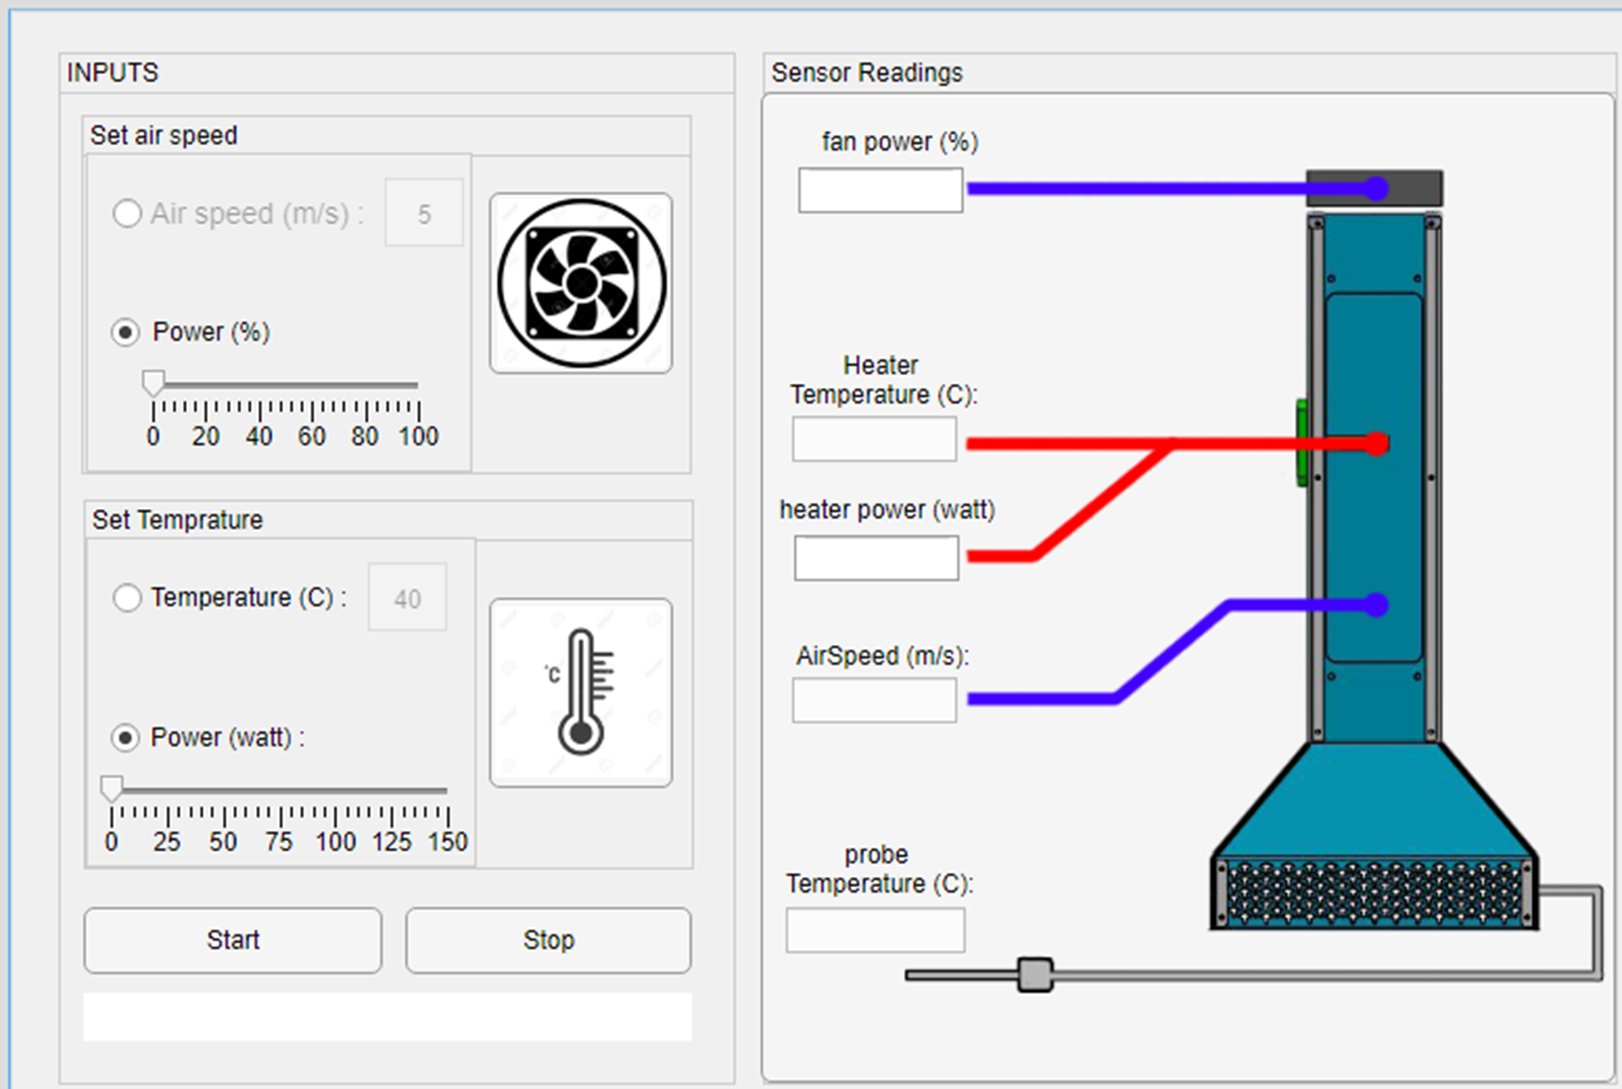 INPUTS
Set air speed
Air speed (m/s) :
5
Power (%)
0 20 40 60 80 100
Set Temprature
Temperature (C) :
40
°C
Power (watt) :
0 25 50 75 100 125 150
Start
Stop
Sensor Readings
fan power (%)
Heater
Temperature (C):
heater power (watt)
AirSpeed (m/s):
probe
Temperature (C):